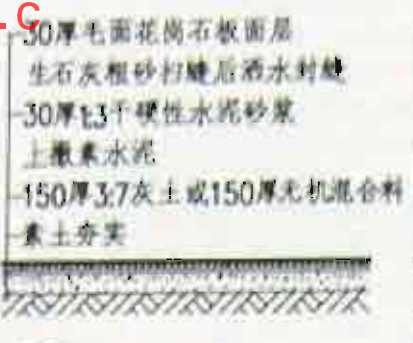 .C
30厚毛面花岗石板面层
生石灰粗砂扫缝后洒水封缝
30厚1:3干硬性水泥砂浆
上撒素水泥
150厚3:7灰土或150厚无机混合料
素土夯实